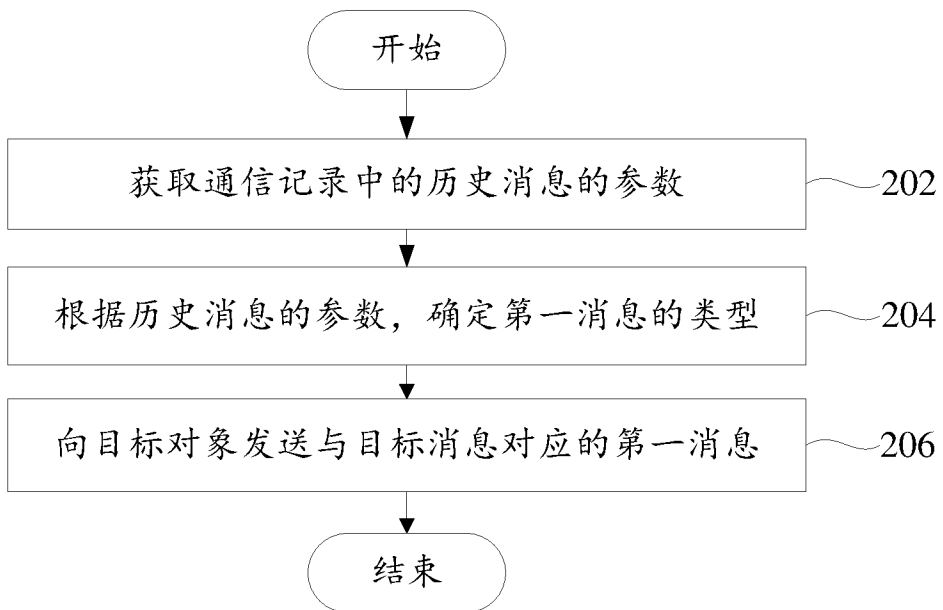 开始
获取通信记录中的历史消息的参数
202
根据历史消息的参数，确定第一消息的类型
204
向目标对象发送与目标消息对应的第一消息
206
结束